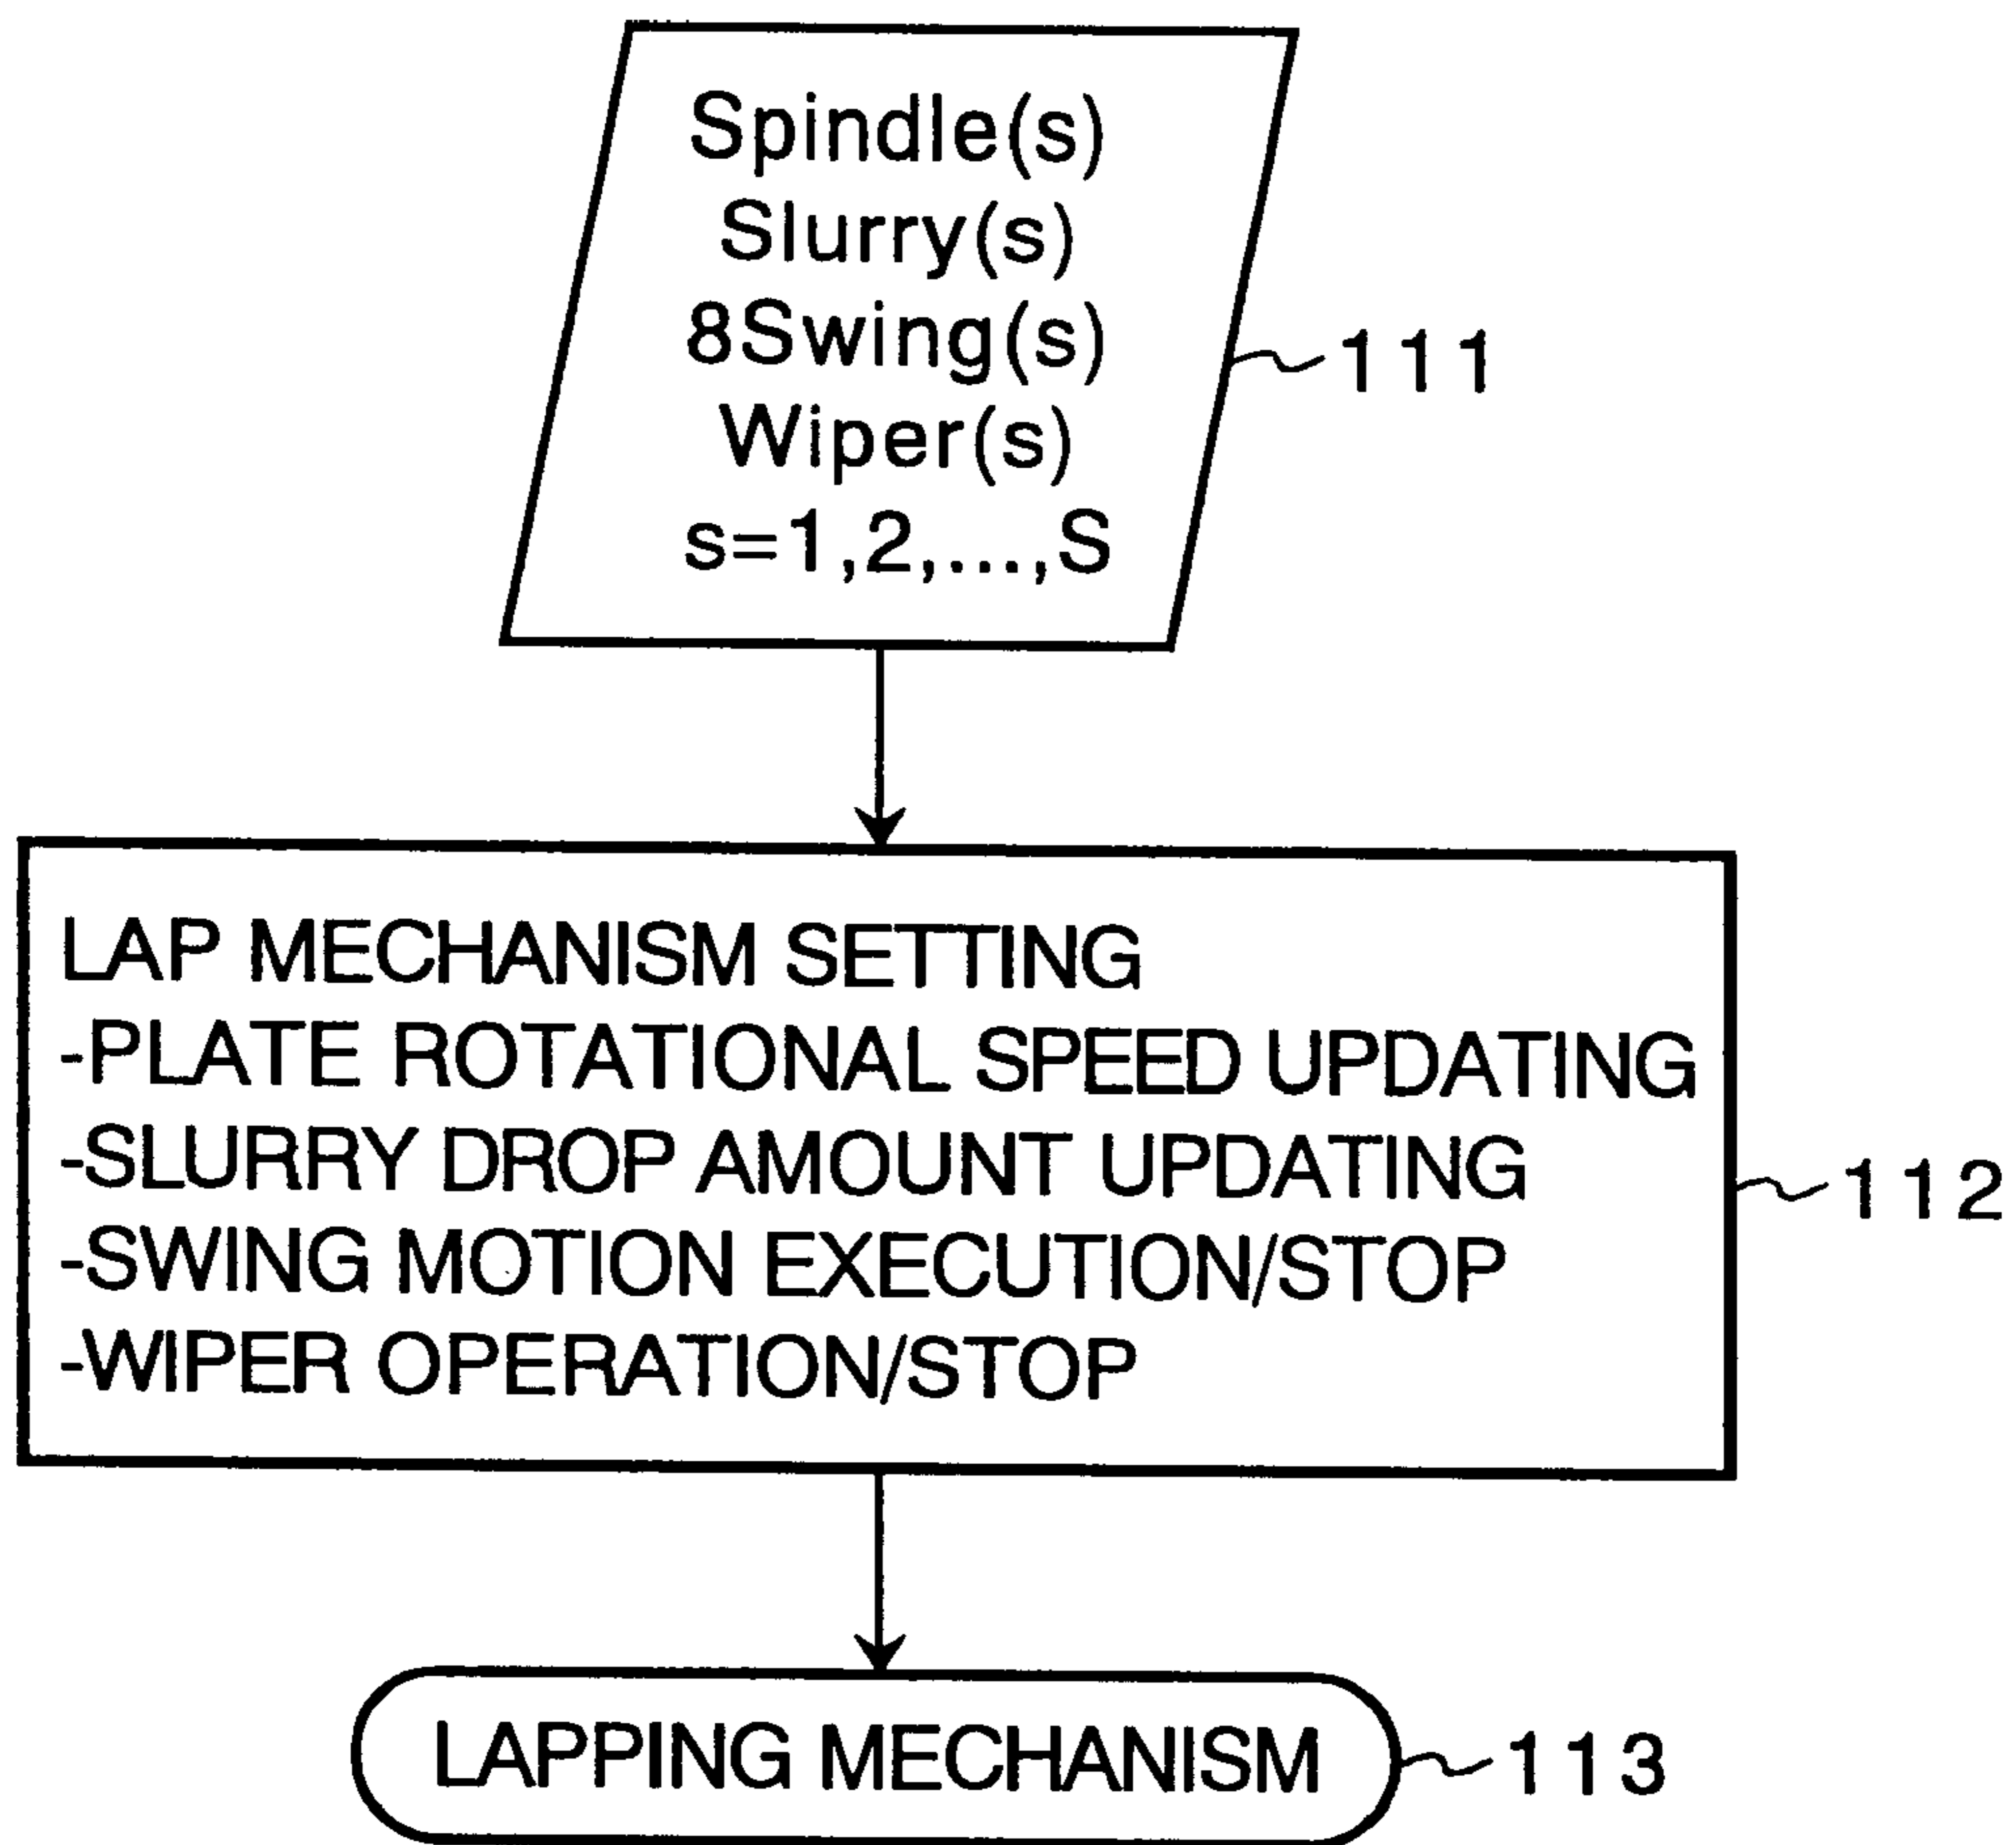 Spindle(s)
Slurry(s)
8Swing(s)
Wiper(s)
s=1,2,...,S
111
LAP MECHANISM SETTING
-PLATE ROTATIONAL SPEED UPDATING
-SLURRY DROP AMOUNT UPDATING
-SWING MOTION EXECUTION/STOP
-WIPER OPERATION/STOP
112
LAPPING MECHANISM
113